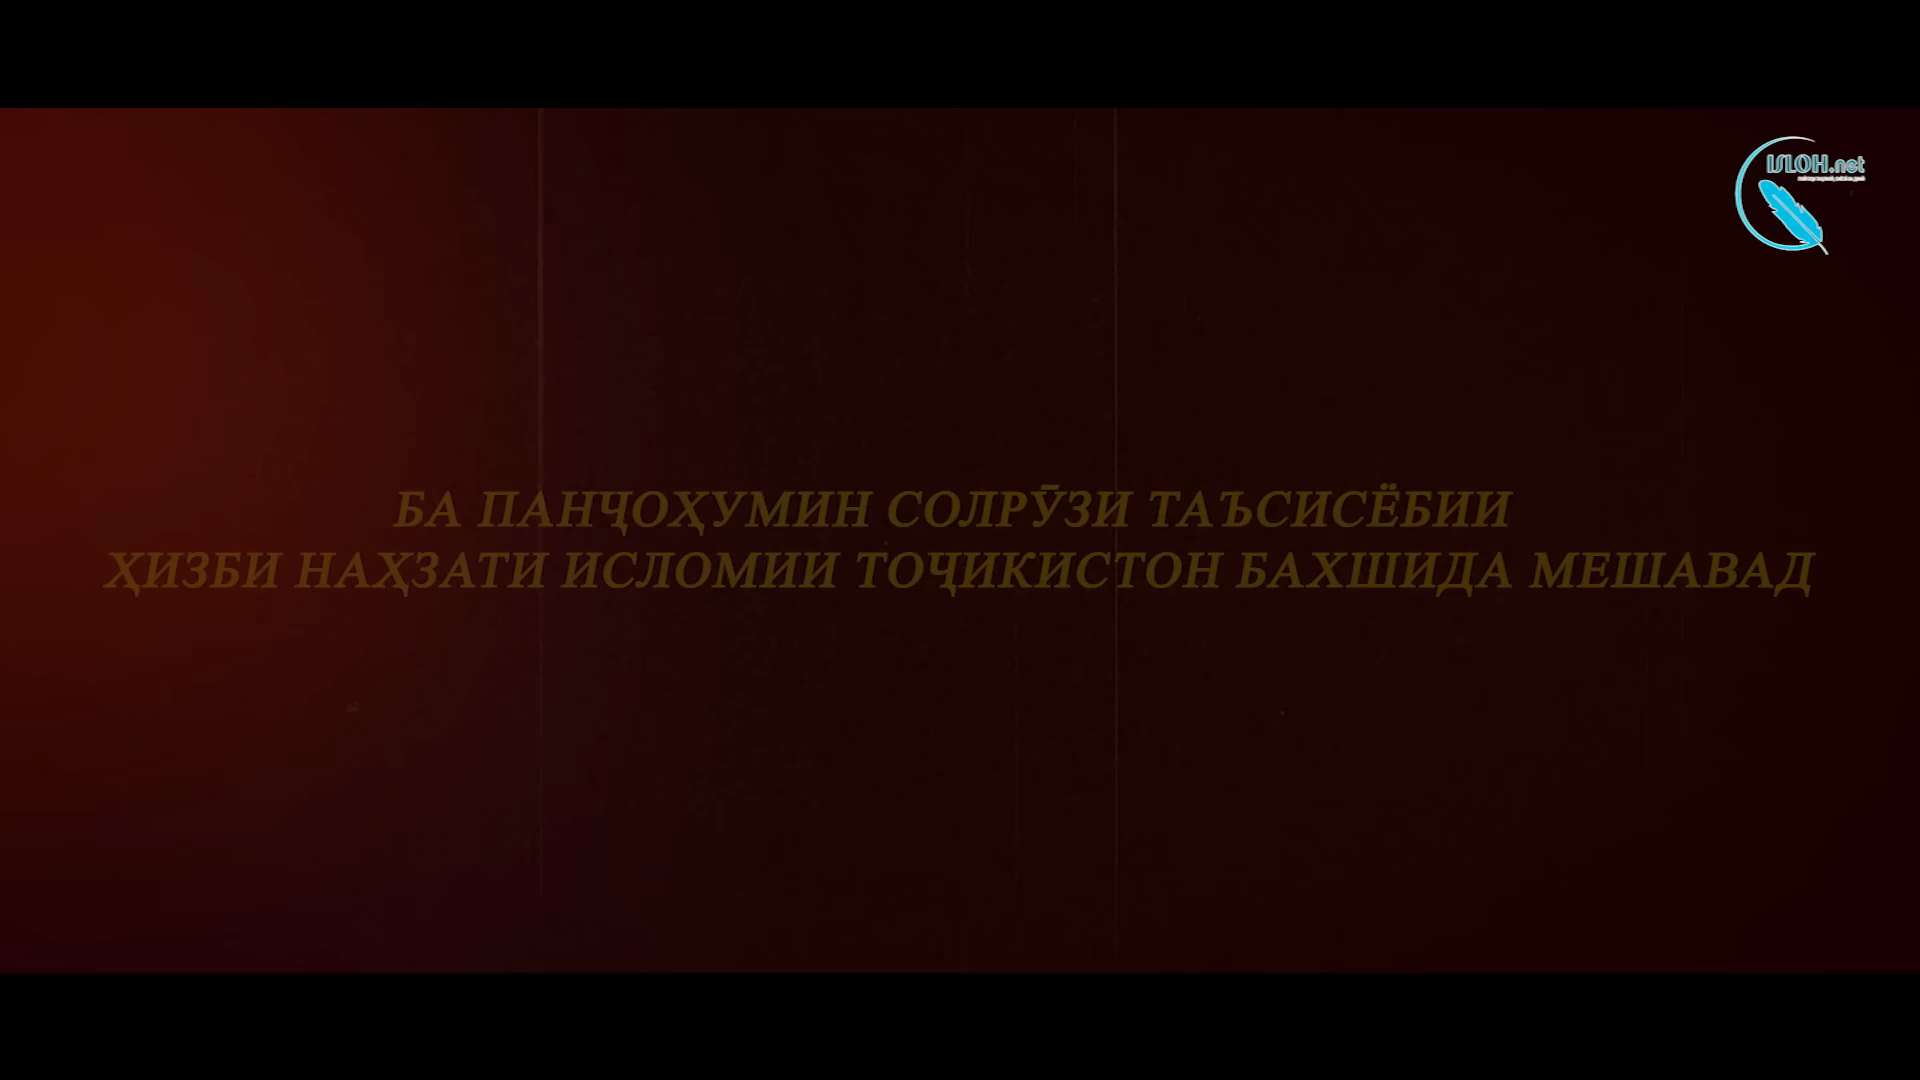 ISLOH.net
БА ПАНҶОҲУМИН СОЛРӮЗИ ТАЪСИСЁБИИ
ҲИЗБИ НАҲЗАТИ ИСЛОМИИ ТОҶИКИСТОН БАХШИДА МЕШАВАД